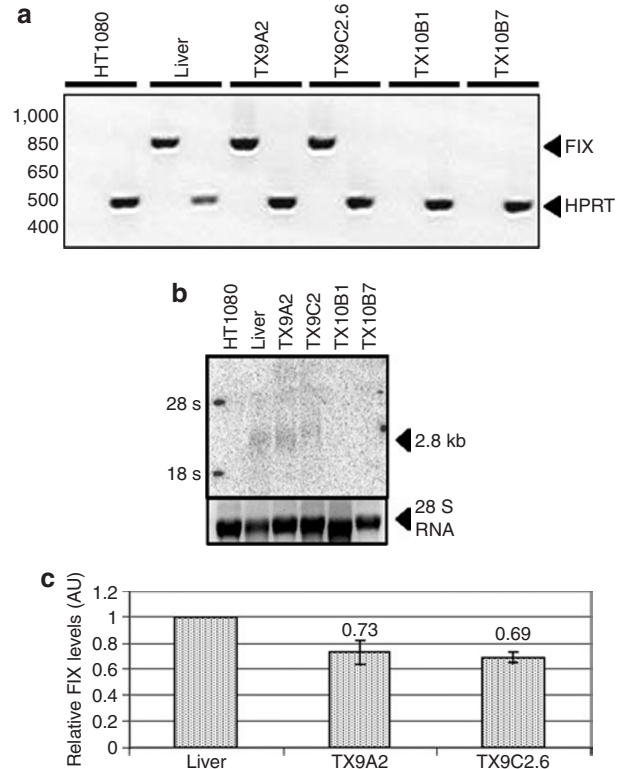 a
HT1080
Liver
TX9A2
TX9C2.6
TX10B1
TX10B7
1,000
850
650
500
400
FIX
HPRT
b
HT1080
Liver
TX9A2
TX9C2
TX10B1
TX10B7
28 s
18 s
2.8 kb
28 S
RNA
c
Relative FIX levels (AU)
1.2
1
0.8
0.6
0.4
0.2
0
0.73
0.69
Liver
TX9A2
TX9C2.6